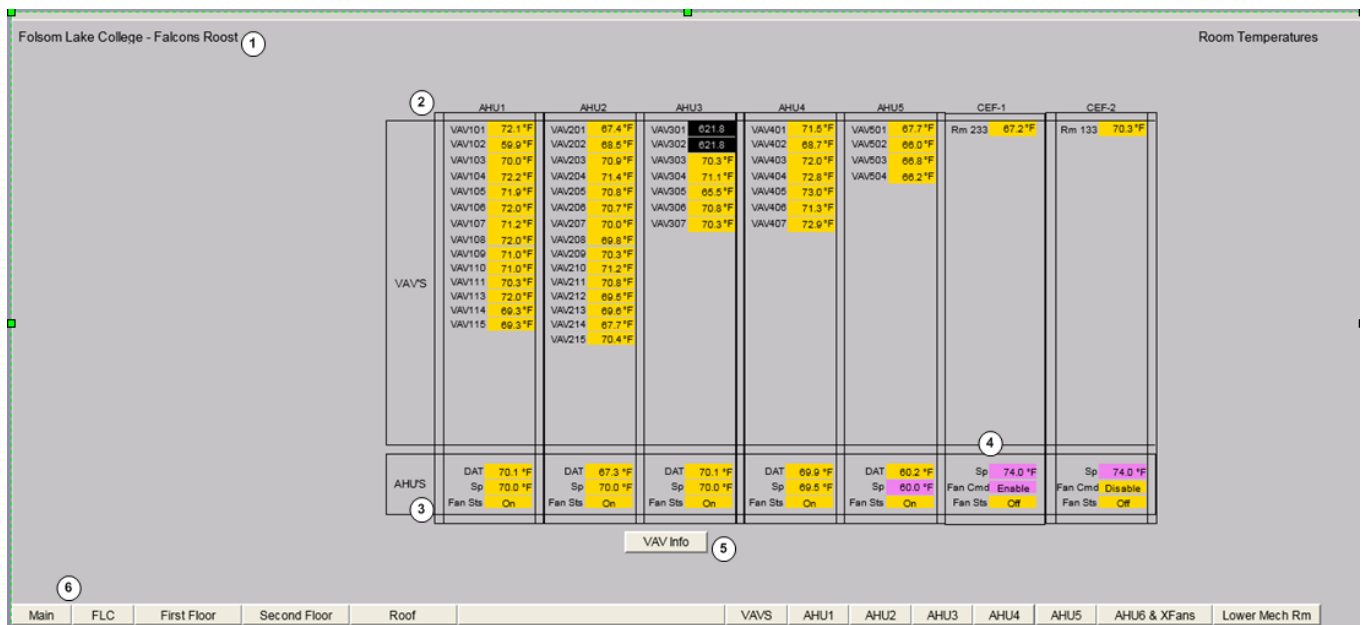 Folsom Lake College - Falcons Roost 1 Room Temperatures
2 AHU1 AHU2 AHU3 AHU4 AHU5 CEF-1 CEF-2
VAV101 72.1°F VAV201 67.4°F VAV301 621.8 VAV401 71.5°F VAV501 67.7°F Rm 233 67.2°F Rm 133 70.3°F
VAV102 69.9°F VAV202 68.5°F VAV302 621.8 VAV402 68.7°F VAV502 66.0°F
VAV103 70.0°F VAV203 70.9°F VAV303 70.3°F VAV403 72.0°F VAV503 66.8°F
VAV104 72.2°F VAV204 71.4°F VAV304 71.1°F VAV404 72.8°F VAV504 66.2°F
VAV105 71.9°F VAV205 70.8°F VAV305 65.5°F VAV405 73.0°F
VAV106 72.0°F VAV206 70.7°F VAV306 70.8°F VAV406 71.3°F
VAV107 71.2°F VAV207 70.0°F VAV307 70.3°F VAV407 72.9°F
VAV108 72.0°F VAV208 69.8°F
VAV109 71.0°F VAV209 70.3°F
VAV110 71.0°F VAV210 71.2°F
VAV'S VAV111 70.3°F VAV211 70.8°F
VAV113 72.0°F VAV212 69.5°F
VAV114 69.3°F VAV213 69.6°F
VAV115 69.3°F VAV214 67.7°F
VAV215 70.4°F
4
DAT 70.1 °F DAT 67.3 °F DAT 70.1 °F DAT 69.9 °F DAT 60.2 °F Sp 74.0 °F Sp 74.0 °F
AHU'S Sp 70.0 °F Sp 70.0 °F Sp 70.0 °F Sp 69.5 °F Sp 60.0 °F Fan Cmd Enable Fan Cmd Disable
3 Fan Sts On Fan Sts On Fan Sts On Fan Sts On Fan Sts On Fan Sts Off Fan Sts Off
VAV Info 5
6
Main FLC First Floor Second Floor Roof VAVS AHU1 AHU2 AHU3 AHU4 AHU5 AHU6 & XFans Lower Mech Rm